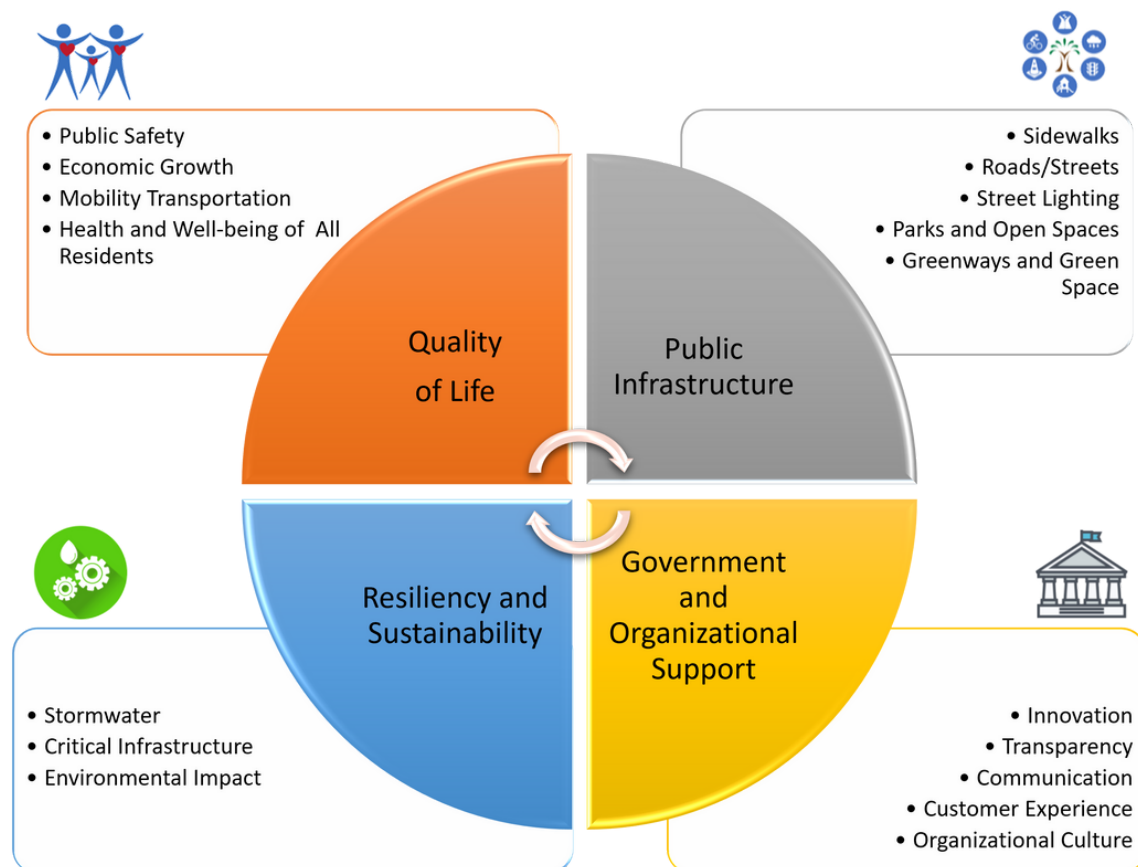 • Public Safety
• Economic Growth
• Mobility Transportation
• Health and Well-being of All
Residents
• Sidewalks
• Roads/Streets
• Street Lighting
• Parks and Open Spaces
• Greenways and Green
Space
Quality
of Life
Public
Infrastructure
Resiliency and
Sustainability
Government
and
Organizational
Support
• Stormwater
• Critical Infrastructure
• Environmental Impact
• Innovation
• Transparency
• Communication
• Customer Experience
• Organizational Culture